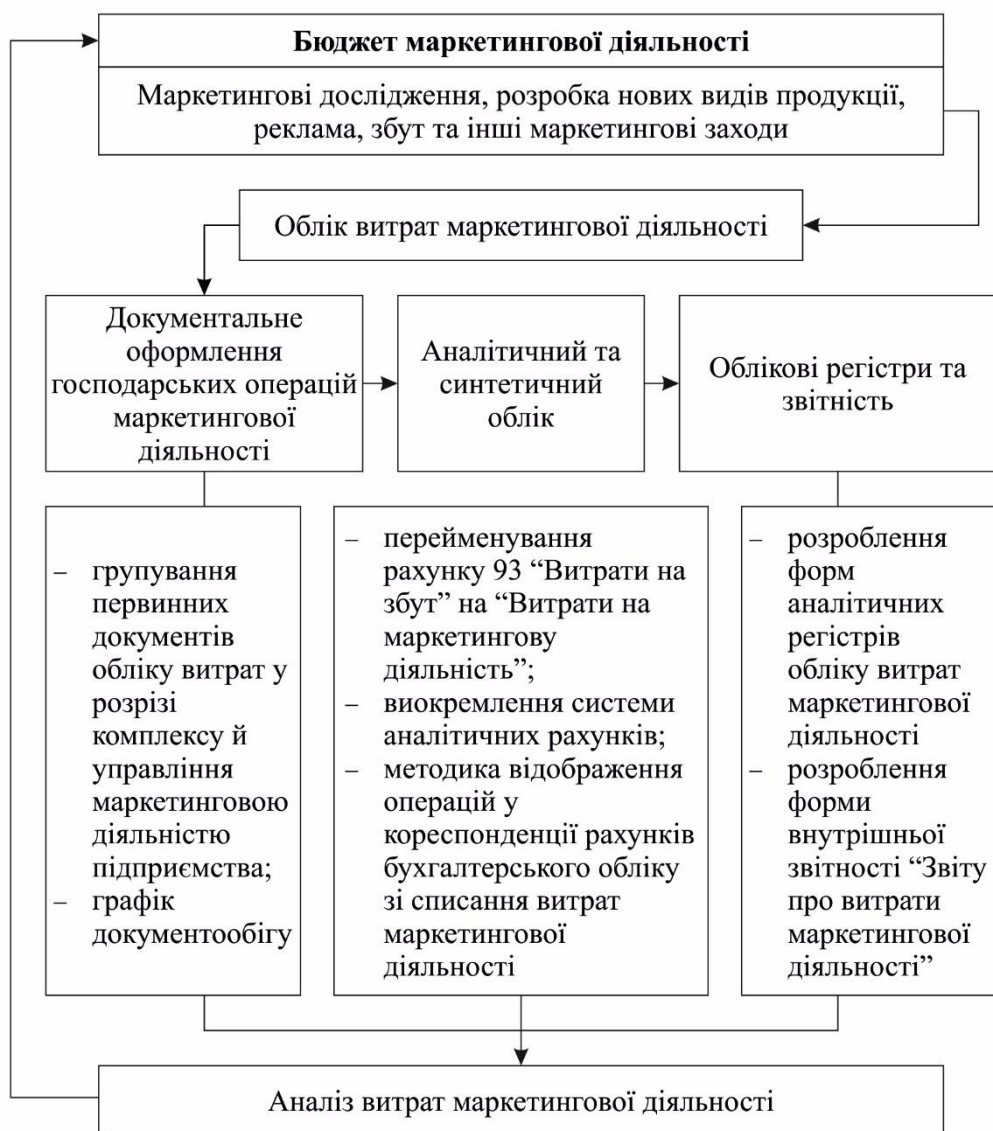 Бюджет маркетингової діяльності
Маркетингові дослідження, розробка нових видів продукції,
реклама, збут та інші маркетингові заходи
Облік витрат маркетингової діяльності
Документальне
оформлення
господарських операцій
маркетингової
діяльності
Аналітичний та
синтетичний
облік
Облікові регістри та
звітність
– групування
первинних
документів
обліку витрат у
розрізі
комплексу й
управління
маркетинговою
діяльністю
підприємства;
– графік
документообігу
– перейменування
рахунку 93 “Витрати на
збут” на “Витрати на
маркетингову
діяльність”;
– виокремлення системи
аналітичних рахунків;
– методика відображення
операцій у
кореспонденції рахунків
бухгалтерського обліку
зі списання витрат
маркетингової
діяльності
– розроблення
форм
аналітичних
регістрів
обліку витрат
маркетингової
діяльності
– розроблення
форми
внутрішньої
звітності “Звіту
про витрати
маркетингової
діяльності”
Аналіз витрат маркетингової діяльності